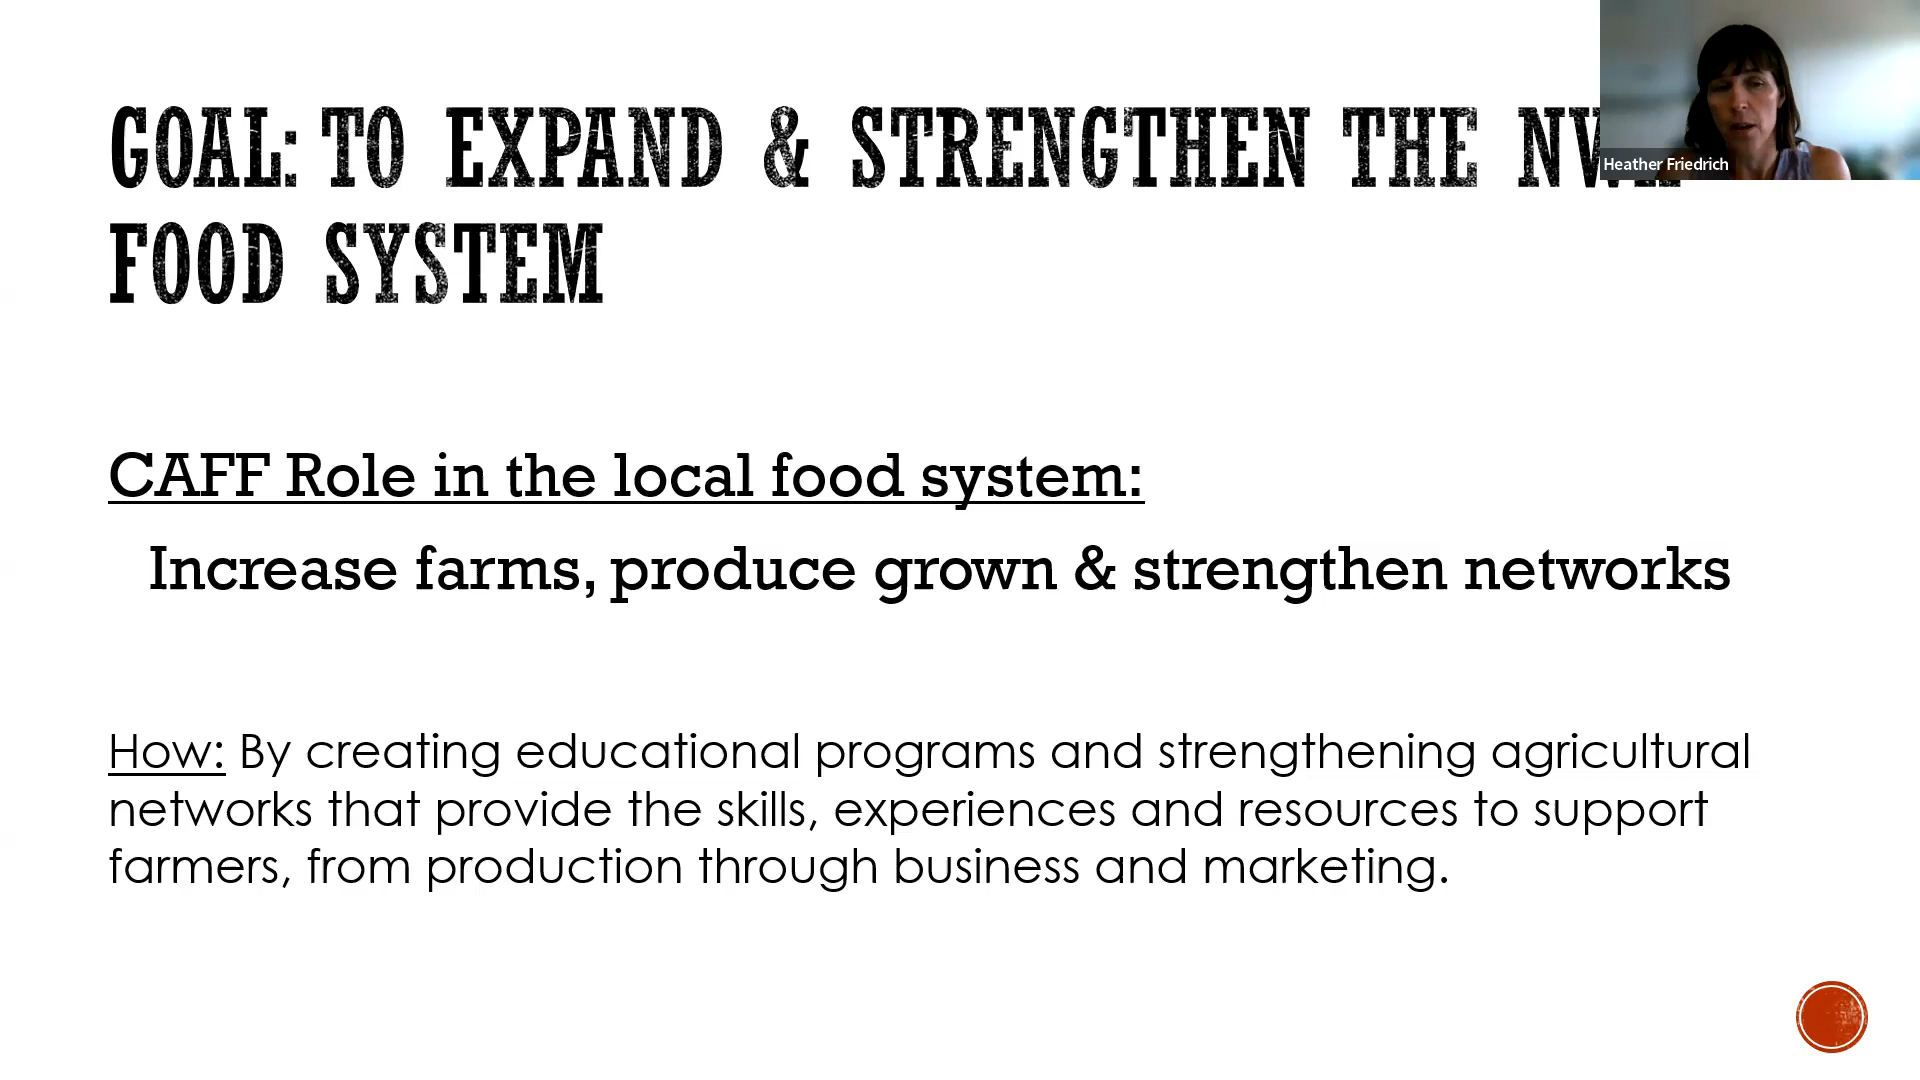 GOAL: TO EXPAND & STRENGTHEN THE
FOOD SYSTEM
Heather Friedrich
CAFF Role in the local food system:
Increase farms, produce grown & strengthen networks
How: By creating educational programs and strengthening agricultural
networks that provide the skills, experiences and resources to support
farmers, from production through business and marketing.